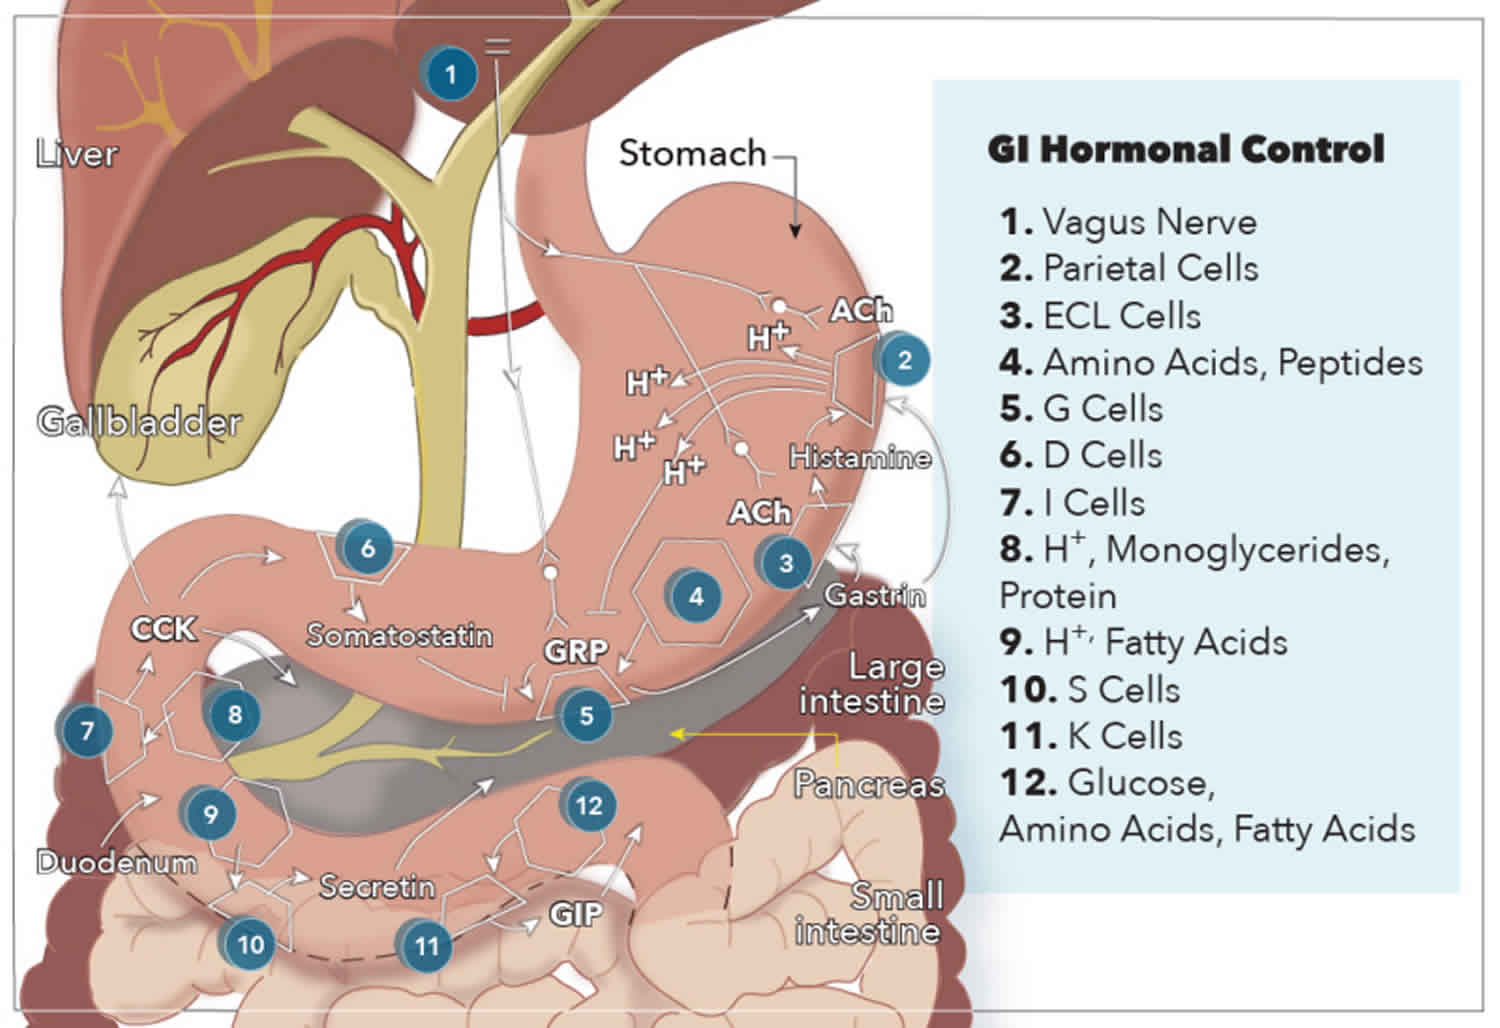 1
Liver
Stomach
ACh
H+
2
H+
Gallbladder
H+
H+
Histamine
ACh
6
3
4
Gastrin
CCK
Somatostatin
GRP
Large
intestine
7
8
5
Pancreas
9
12
Duodenum
Secretin
GIP
Small
intestine
10
11
GI Hormonal Control
1. Vagus Nerve
2. Parietal Cells
3. ECL Cells
4. Amino Acids, Peptides
5. G Cells
6. D Cells
7. I Cells
8. H+, Monoglycerides,
Protein
9. H+, Fatty Acids
10. S Cells
11. K Cells
12. Glucose,
Amino Acids, Fatty Acids